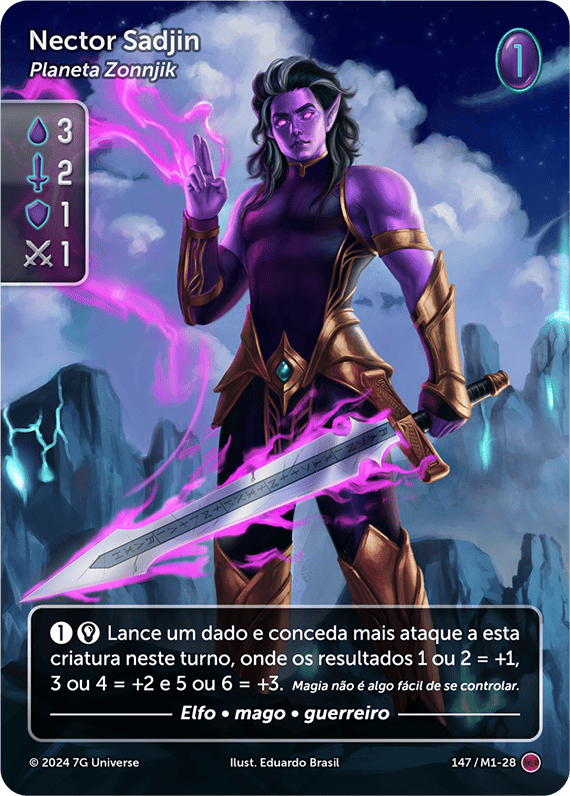 Nector Sadjin
1
Planeta Zonnjik
3
2
1
1
1 Lance um dado e conceda mais ataque a esta
criatura neste turno, onde os resultados 1 ou 2 = +1,
3 ou 4 = +2 e 5 ou 6 = +3. Magia não é algo fácil de se controlar.
Elfo • mago • guerreiro
© 2024 7G Universe Ilust. Eduardo Brasil 147 / M1-28